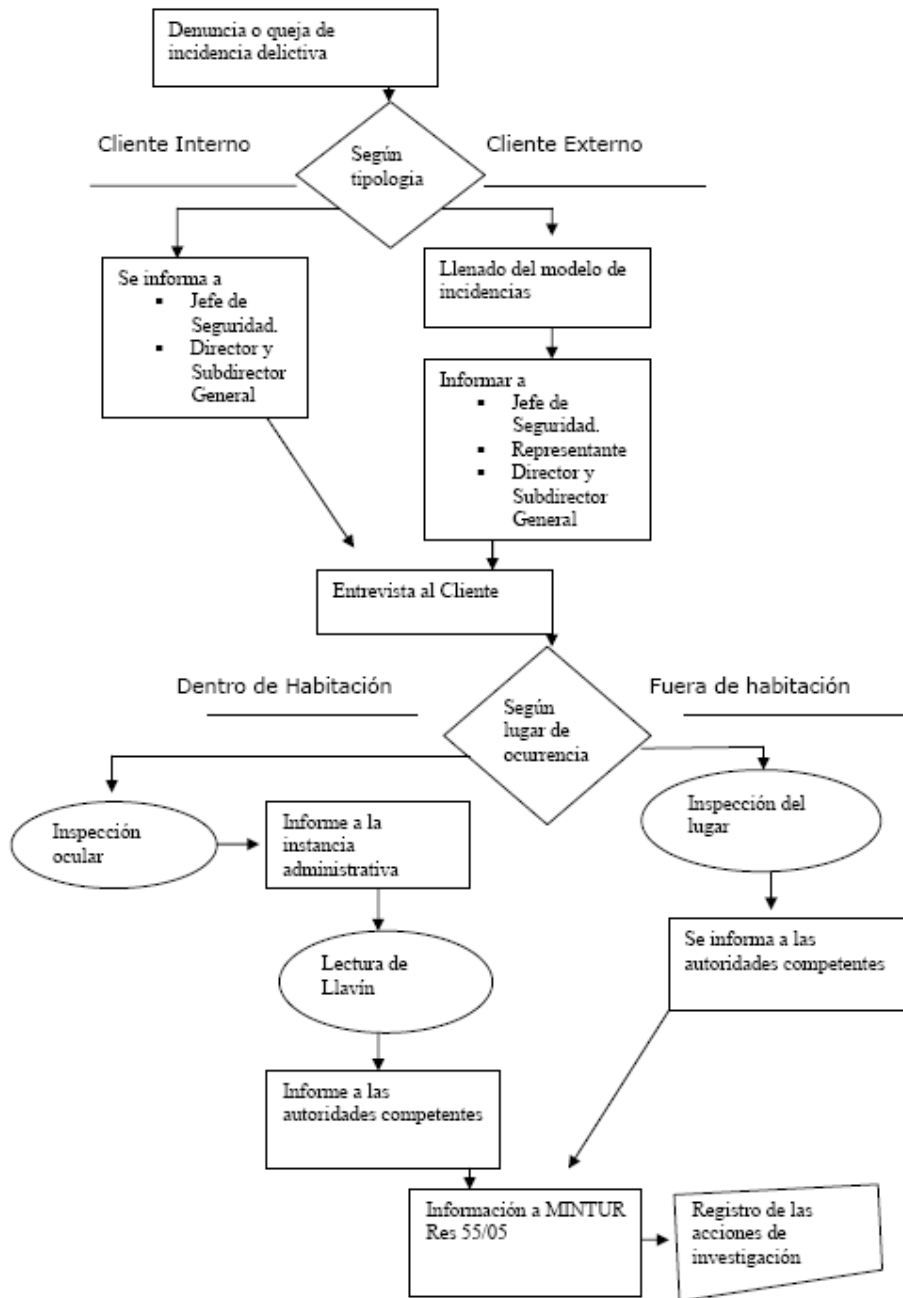 Denuncia o queja de
incidencia delictiva
Cliente Interno
Según
tipologia
Cliente Externo
Se informa a
▪ Jefe de
Seguridad.
▪ Director y
Subdirector
General
Llenado del modelo de
incidencias
Informar a
▪ Jefe de
Seguridad.
▪ Representante
▪ Director y
Subdirector
General
Entrevista al Cliente
Dentro de Habitación
Según
lugar de
ocurrencia
Fuera de habitación
Inspección
ocular
Informe a la
instancia
administrativa
Inspección del
lugar
Lectura de
Llavín
Se informa a las
autoridades competentes
Informe a las
autoridades competentes
Información a MINTUR
Res 55/05
Registro de las
acciones de
investigación